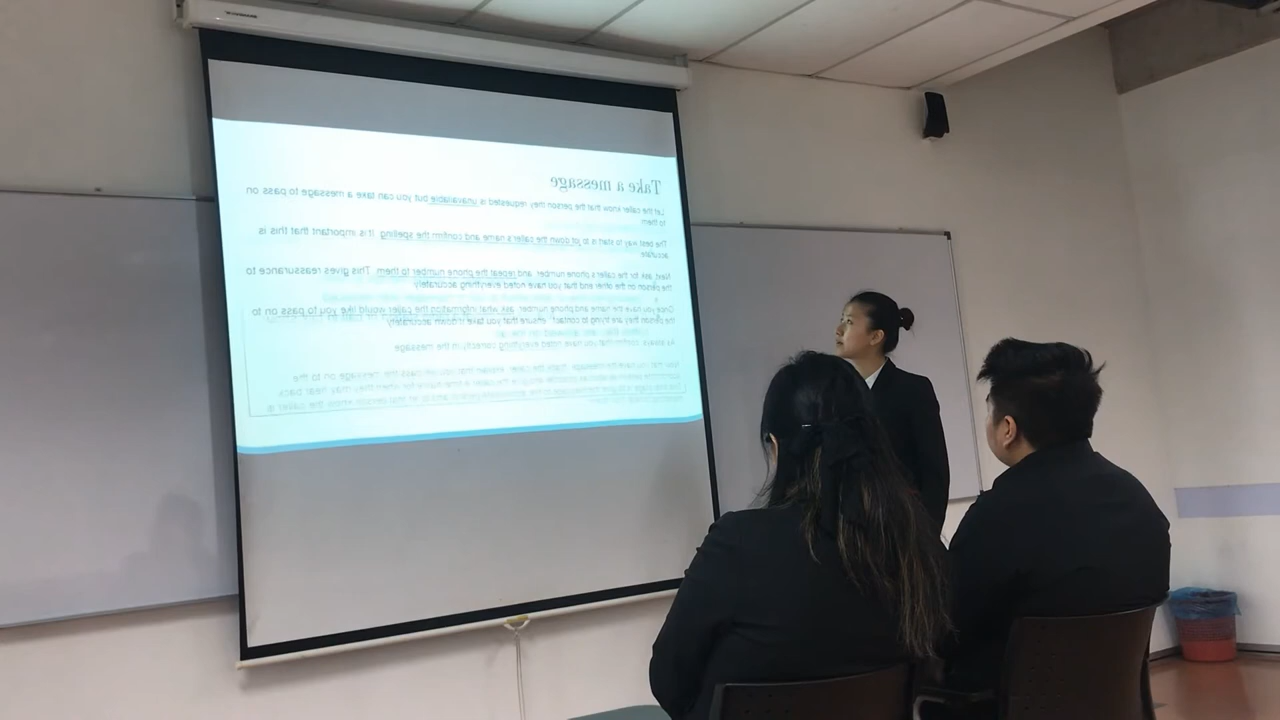 Take a message
Let the caller know that the person they requested is unavailable but you can take a message to pass on
to them
The best way to start is to jot down the caller's name and confirm the spelling. It is important that this is
accurate
Next, ask for the caller's phone number, and repeat the phone number to them. This gives reassurance to
the person on the other end that you have noted everything accurately
Once you have the name and phone number, ask what information the caller would like you to pass on to
the person they are trying to contact - ensure that you take it down accurately
As always, confirm that you have noted everything correctly in the message